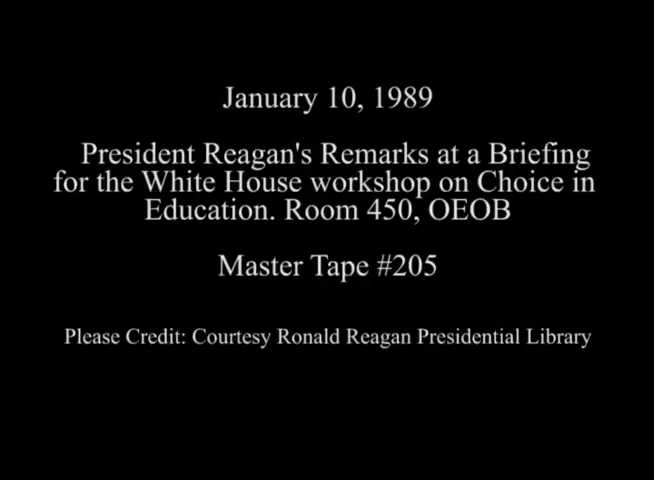 January 10, 1989
President Reagan's Remarks at a Briefing
for the White House workshop on Choice in
Education. Room 450, OEOB
Master Tape #205
Please Credit: Courtesy Ronald Reagan Presidential Library